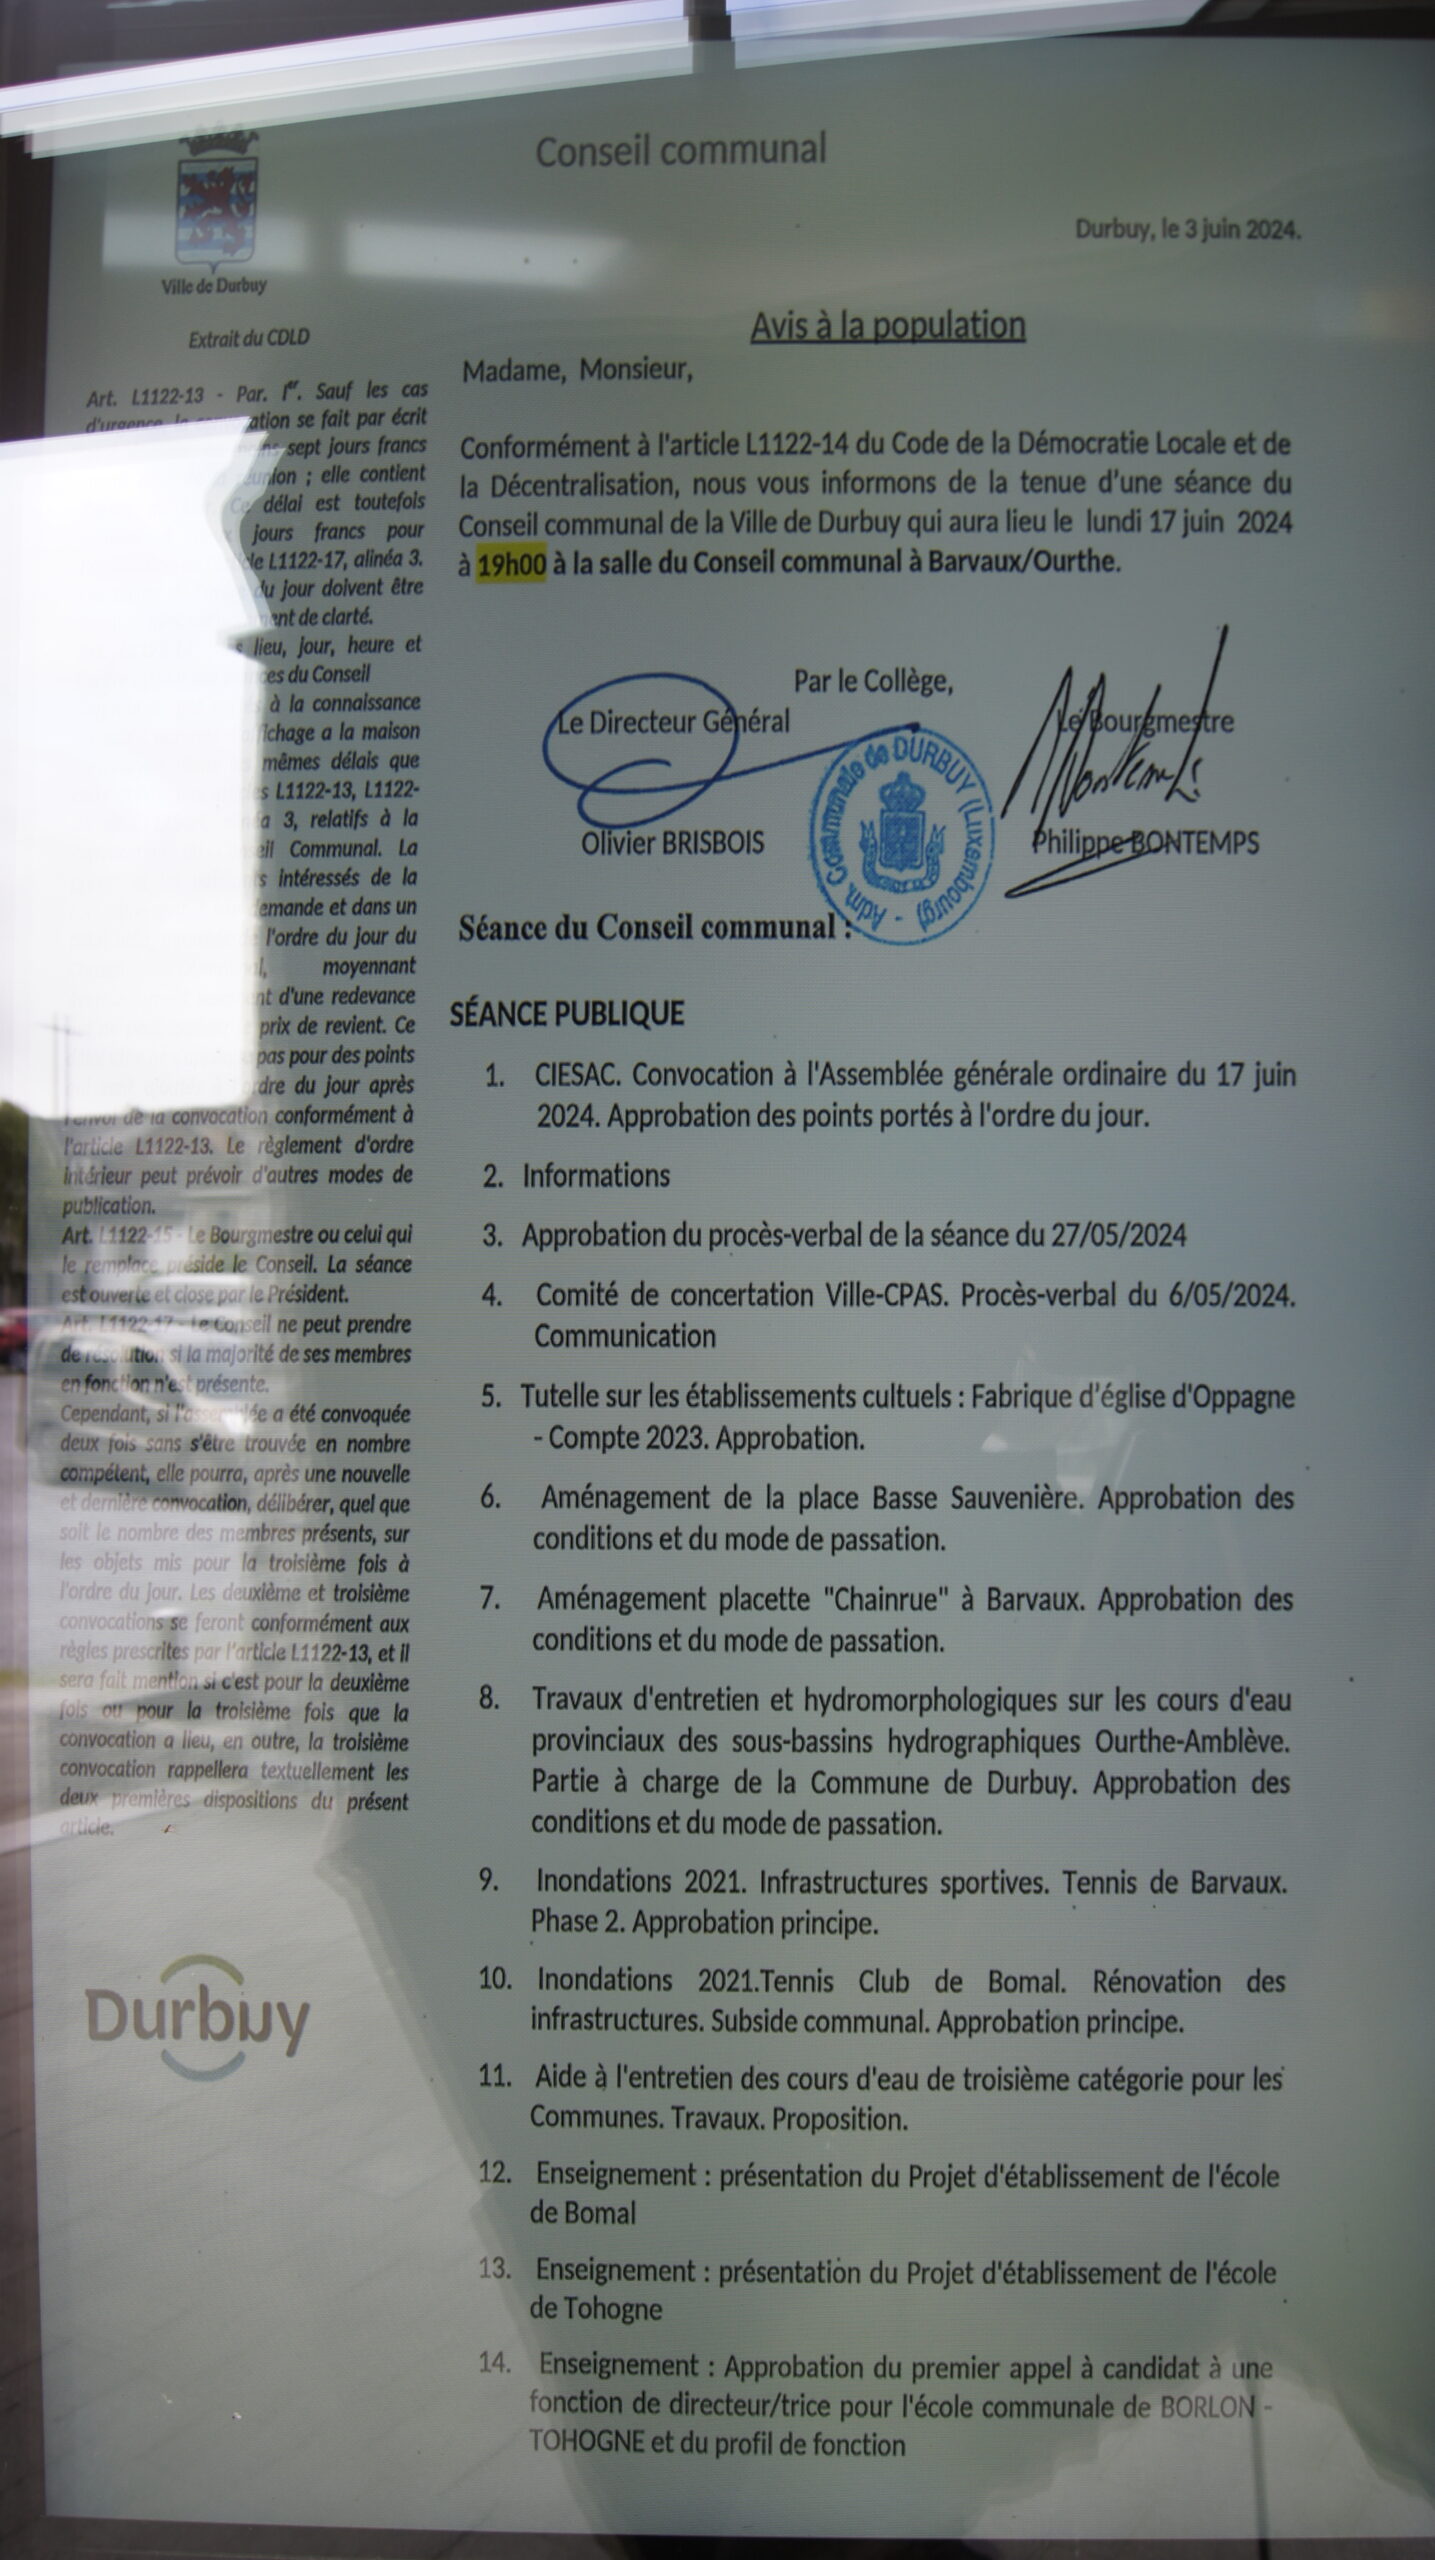 Conseil communal
Durbuy, le 3 juin 2024.
Ville de Durbuy
Extrait du CDLD
Art. L1122-13 - Par. 1er. Sauf les cas
d'urgence, la ation se fait par écrit
sept jours francs
; elle contient
délai est toutefois
jours francs pour
L1122-17, alinéa 3.
du jour doivent être
de clarté.
lieu, jour, heure et
du Conseil
à la connaissance
a la maison
mêmes délais que
L1122-13, L1122-
3, relatifs à la
Communal. La
intéressés de la
et dans un
l'ordre du jour du
moyennant
d'une redevance
prix de revient. Ce
pas pour des points
du jour après
l'envoi de la convocation conformément à
l'article L1122-13. Le règlement d'ordre
intérieur peut prévoir d'autres modes de
publication.
Art. L1122-15 - Le Bourgmestre ou celui qui
le remplace préside le Conseil. La séance
est ouverte et close par le Président.
Art. L1122-17 - Le Conseil ne peut prendre
de résolution si la majorité de ses membres
en fonction n'est présente.
Cependant, si l'assemblée a été convoquée
deux fois sans s'être trouvée en nombre
compétent, elle pourra, après une nouvelle
et dernière convocation, délibérer, quel que
soit le nombre des membres présents, sur
les objets mis pour la troisième fois à
l'ordre du jour. Les deuxième et troisième
convocations se feront conformément aux
règles prescrites par l'article L1122-13, et il
sera fait mention si c'est pour la deuxième
fois ou pour la troisième fois que la
convocation a lieu, en outre, la troisième
convocation rappellera textuellement les
deux premières dispositions du présent
article.
Durbuy
Avis à la population
Madame, Monsieur,
Conformément à l'article L1122-14 du Code de la Démocratie Locale et de
la Décentralisation, nous vous informons de la tenue d'une séance du
Conseil communal de la Ville de Durbuy qui aura lieu le lundi 17 juin 2024
à 19h00 à la salle du Conseil communal à Barvaux/Ourthe.
Par le Collège,
Le Directeur Général Le Bourgmestre
Adm. Communale de DURBUY (Luxembourg) -
Olivier BRISBOIS Philippe BONTEMPS
Séance du Conseil communal :
SÉANCE PUBLIQUE
1. CIESAC. Convocation à l'Assemblée générale ordinaire du 17 juin
2024. Approbation des points portés à l'ordre du jour.
2. Informations
3. Approbation du procès-verbal de la séance du 27/05/2024
4. Comité de concertation Ville-CPAS. Procès-verbal du 6/05/2024.
Communication
5. Tutelle sur les établissements cultuels : Fabrique d'église d'Oppagne
- Compte 2023. Approbation.
6. Aménagement de la place Basse Sauvenière. Approbation des
conditions et du mode de passation.
7. Aménagement placette "Chainrue" à Barvaux. Approbation des
conditions et du mode de passation.
8. Travaux d'entretien et hydromorphologiques sur les cours d'eau
provinciaux des sous-bassins hydrographiques Ourthe-Amblève.
Partie à charge de la Commune de Durbuy. Approbation des
conditions et du mode de passation.
9. Inondations 2021. Infrastructures sportives. Tennis de Barvaux.
Phase 2. Approbation principe.
10. Inondations 2021.Tennis Club de Bomal. Rénovation des
infrastructures. Subside communal. Approbation principe.
11. Aide à l'entretien des cours d'eau de troisième catégorie pour les
Communes. Travaux. Proposition.
12. Enseignement : présentation du Projet d'établissement de l'école
de Bomal
13. Enseignement : présentation du Projet d'établissement de l'école
de Tohogne
14. Enseignement : Approbation du premier appel à candidat à une
fonction de directeur/trice pour l'école communale de BORLON -
TOHOGNE et du profil de fonction